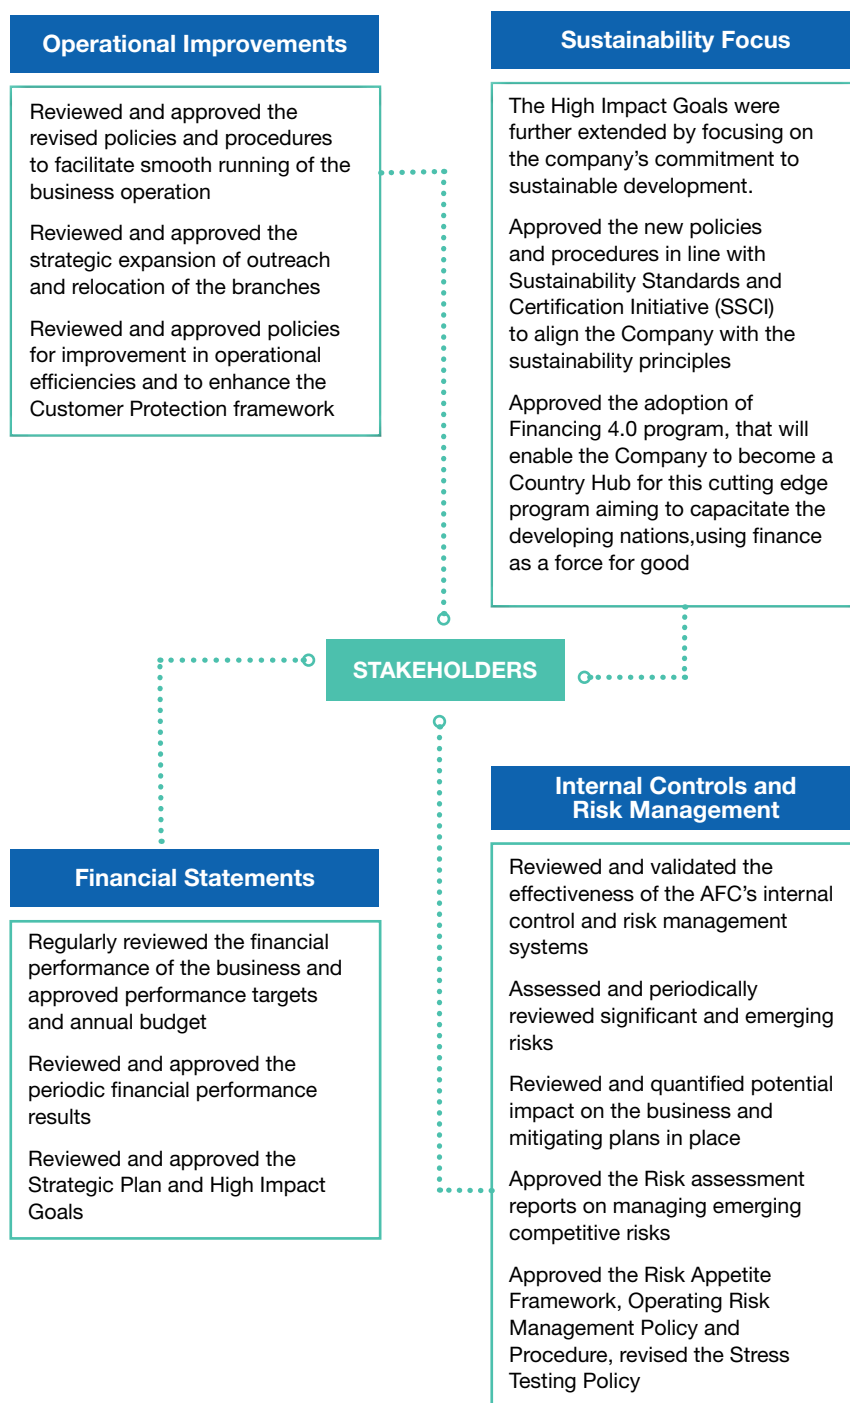 Operational Improvements
Reviewed and approved the
revised policies and procedures
to facilitate smooth running of the
business operation
Reviewed and approved the
strategic expansion of outreach
and relocation of the branches
Reviewed and approved policies
for improvement in operational
efficiencies and to enhance the
Customer Protection framework
Sustainability Focus
The High Impact Goals were
further extended by focusing on
the company’s commitment to
sustainable development.
Approved the new policies
and procedures in line with
Sustainability Standards and
Certification Initiative (SSCI)
to align the Company with the
sustainability principles
Approved the adoption of
Financing 4.0 program, that will
enable the Company to become a
Country Hub for this cutting edge
program aiming to capacitate the
developing nations,using finance
as a force for good
STAKEHOLDERS
Financial Statements
Regularly reviewed the financial
performance of the business and
approved performance targets
and annual budget
Reviewed and approved the
periodic financial performance
results
Reviewed and approved the
Strategic Plan and High Impact
Goals
Internal Controls and
Risk Management
Reviewed and validated the
effectiveness of the AFC’s internal
control and risk management
systems
Assessed and periodically
reviewed significant and emerging
risks
Reviewed and quantified potential
impact on the business and
mitigating plans in place
Approved the Risk assessment
reports on managing emerging
competitive risks
Approved the Risk Appetite
Framework, Operating Risk
Management Policy and
Procedure, revised the Stress
Testing Policy